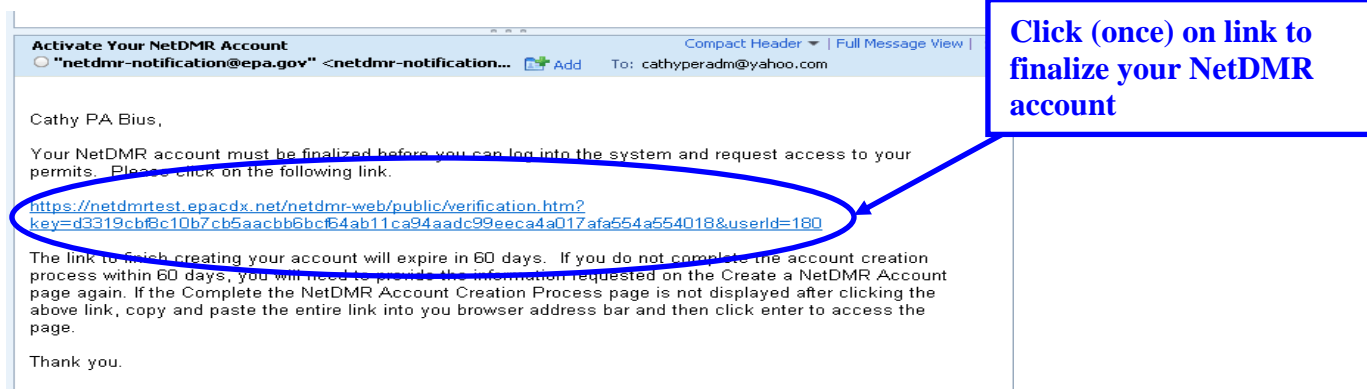 Click (once) on link to
finalize your NetDMR
account
Activate Your NetDMR Account
Compact Header ▾ | Full Message View |
"netdmr-notification@epa.gov" <netdmr-notification... Add To: cathyperadm@yahoo.com
Cathy PA Bius,
Your NetDMR account must be finalized before you can log into the system and request access to your
permits. Please click on the following link.
https://netdmrtest.epacdx.net/netdmr-web/public/verification.htm?
key=d3319cbf8c10b7cb5aacbb6bcf64ab11ca94aadc99eeca4a017afa554a554018&userId=180
The link to finish creating your account will expire in 60 days. If you do not complete the account creation
process within 60 days, you will need to provide the information requested on the Create a NetDMR Account
page again. If the Complete the NetDMR Account Creation Process page is not displayed after clicking the
above link, copy and paste the entire link into you browser address bar and then click enter to access the
page.
Thank you.